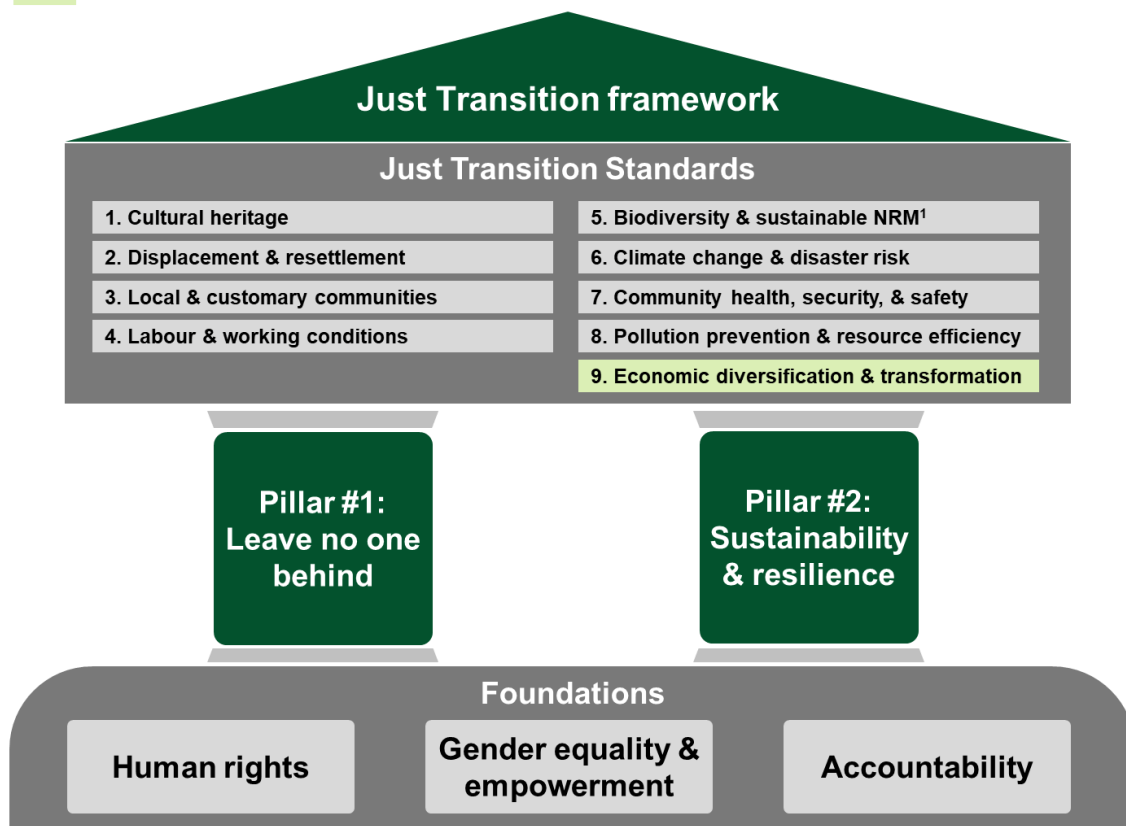 Just Transition framework
Just Transition Standards
1. Cultural heritage
2. Displacement & resettlement
3. Local & customary communities
4. Labour & working conditions
5. Biodiversity & sustainable NRM¹
6. Climate change & disaster risk
7. Community health, security, & safety
8. Pollution prevention & resource efficiency
9. Economic diversification & transformation
Pillar #1:
Leave no one
behind
Pillar #2:
Sustainability
& resilience
Foundations
Human rights
Gender equality &
empowerment
Accountability